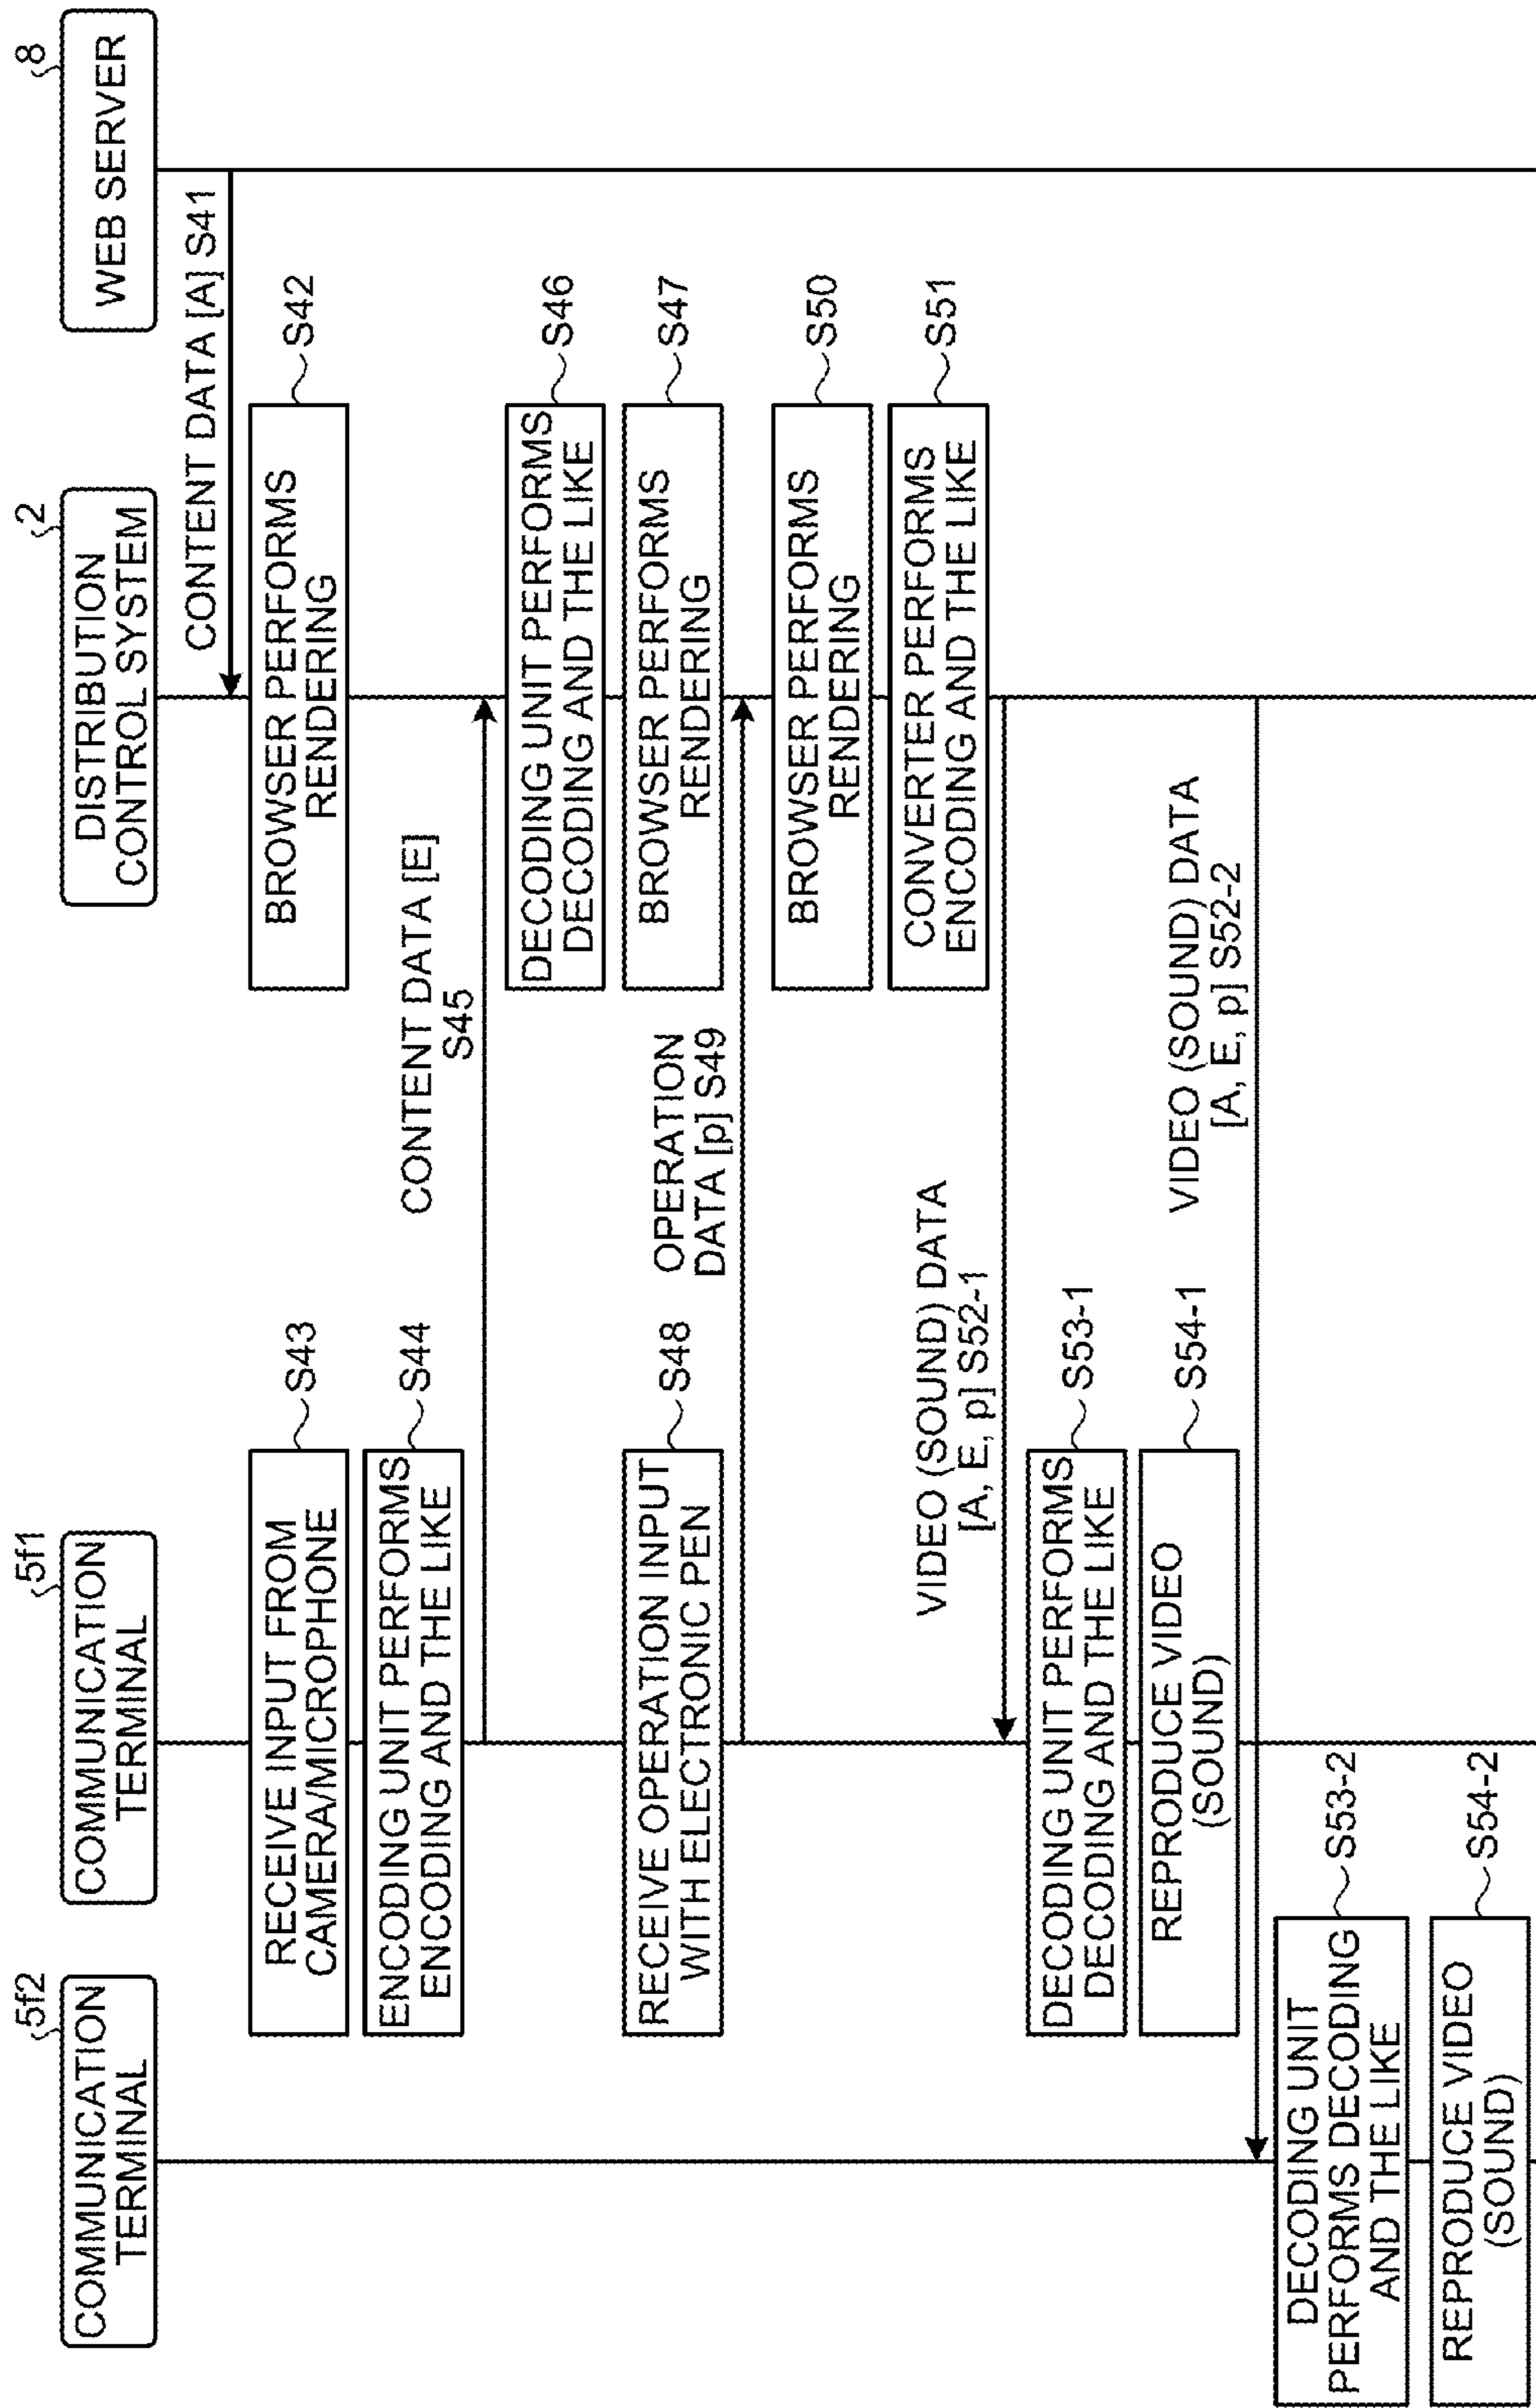 5f2
COMMUNICATION
TERMINAL
5f1
COMMUNICATION
TERMINAL
2
DISTRIBUTION
CONTROL SYSTEM
8
WEB SERVER
CONTENT DATA [A] S41
BROWSER PERFORMS
RENDERING
S42
RECEIVE INPUT FROM
CAMERA/MICROPHONE
S43
ENCODING UNIT PERFORMS
ENCODING AND THE LIKE
S44
CONTENT DATA [E]
S45
DECODING UNIT PERFORMS
DECODING AND THE LIKE
S46
BROWSER PERFORMS
RENDERING
S47
RECEIVE OPERATION INPUT
WITH ELECTRONIC PEN
S48
OPERATION
DATA [p] S49
BROWSER PERFORMS
RENDERING
S50
CONVERTER PERFORMS
ENCODING AND THE LIKE
S51
VIDEO (SOUND) DATA
[A, E, p] S52-1
DECODING UNIT PERFORMS
DECODING AND THE LIKE
S53-1
REPRODUCE VIDEO
(SOUND)
S54-1
VIDEO (SOUND) DATA
[A, E, p] S52-2
DECODING UNIT
PERFORMS DECODING
AND THE LIKE
S53-2
REPRODUCE VIDEO
(SOUND)
S54-2